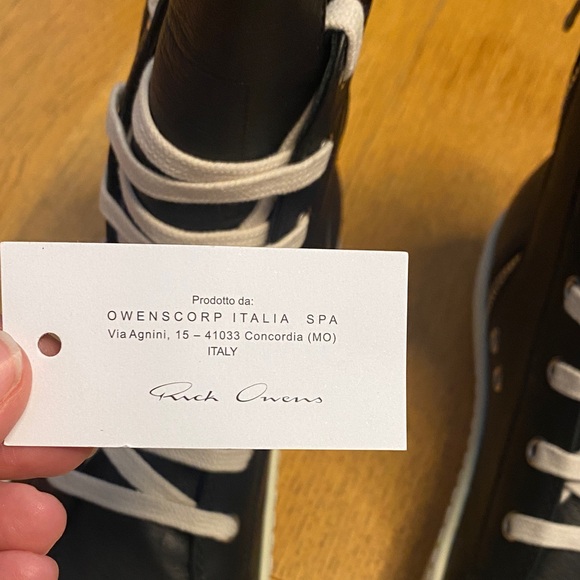 Prodotto da:
OWENSCORP ITALIA SPA
Via Agnini, 15 – 41033 Concordia (MO)
ITALY
Rick Owens